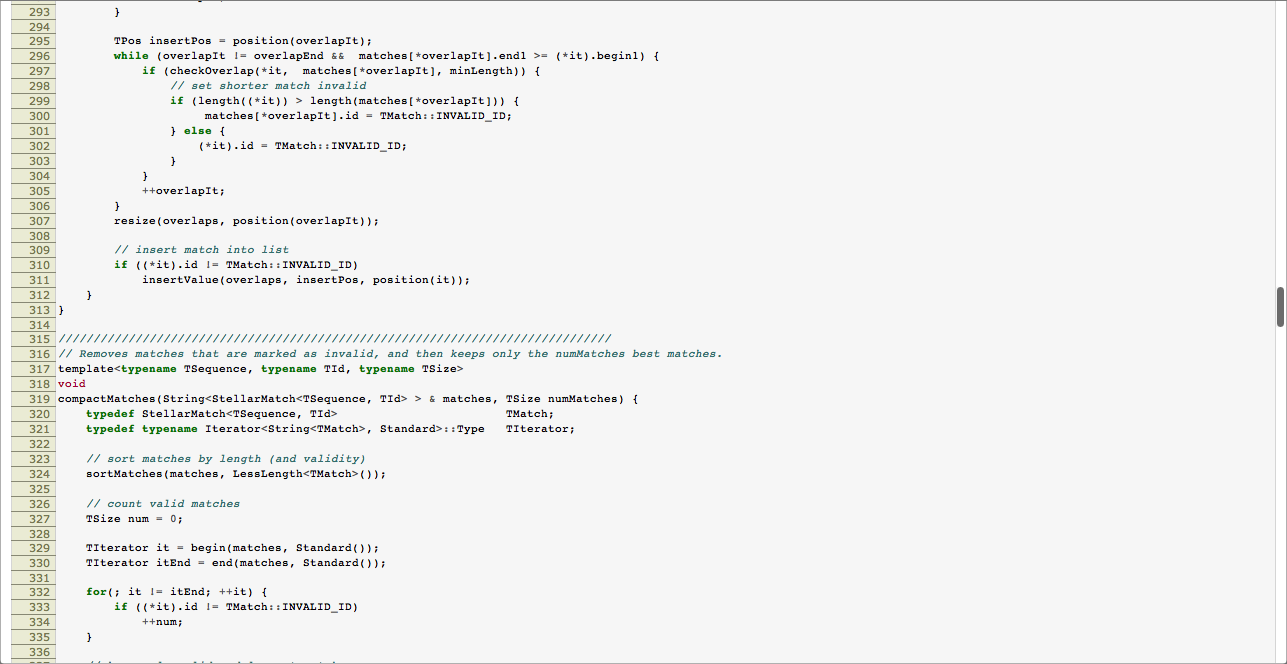 293         }
294
295         TPos insertPos = position(overlapIt);
296         while (overlapIt != overlapEnd &&  matches[*overlapIt].end1 >= (*it).begin1) {
297             if (checkOverlap(*it,  matches[*overlapIt], minLength)) {
298                 // set shorter match invalid
299                 if (length((*it)) > length(matches[*overlapIt])) {
300                      matches[*overlapIt].id = TMatch::INVALID_ID;
301                 } else {
302                     (*it).id = TMatch::INVALID_ID;
303                 }
304             }
305             ++overlapIt;
306         }
307         resize(overlaps, position(overlapIt));
308
309         // insert match into list
310         if ((*it).id != TMatch::INVALID_ID)
311             insertValue(overlaps, insertPos, position(it));
312     }
313 }
314
315 ///////////////////////////////////////////////////////////////////////////////
316 // Removes matches that are marked as invalid, and then keeps only the numMatches best matches.
317 template<typename TSequence, typename TId, typename TSize>
318 void
319 compactMatches(String<StellarMatch<TSequence, TId> > & matches, TSize numMatches) {
320     typedef StellarMatch<TSequence, TId>                        TMatch;
321     typedef typename Iterator<String<TMatch>, Standard>::Type   TIterator;
322
323     // sort matches by length (and validity)
324     sortMatches(matches, LessLength<TMatch>());
325
326     // count valid matches
327     TSize num = 0;
328
329     TIterator it = begin(matches, Standard());
330     TIterator itEnd = end(matches, Standard());
331
332     for(; it != itEnd; ++it) {
333         if ((*it).id != TMatch::INVALID_ID)
334             ++num;
335     }
336